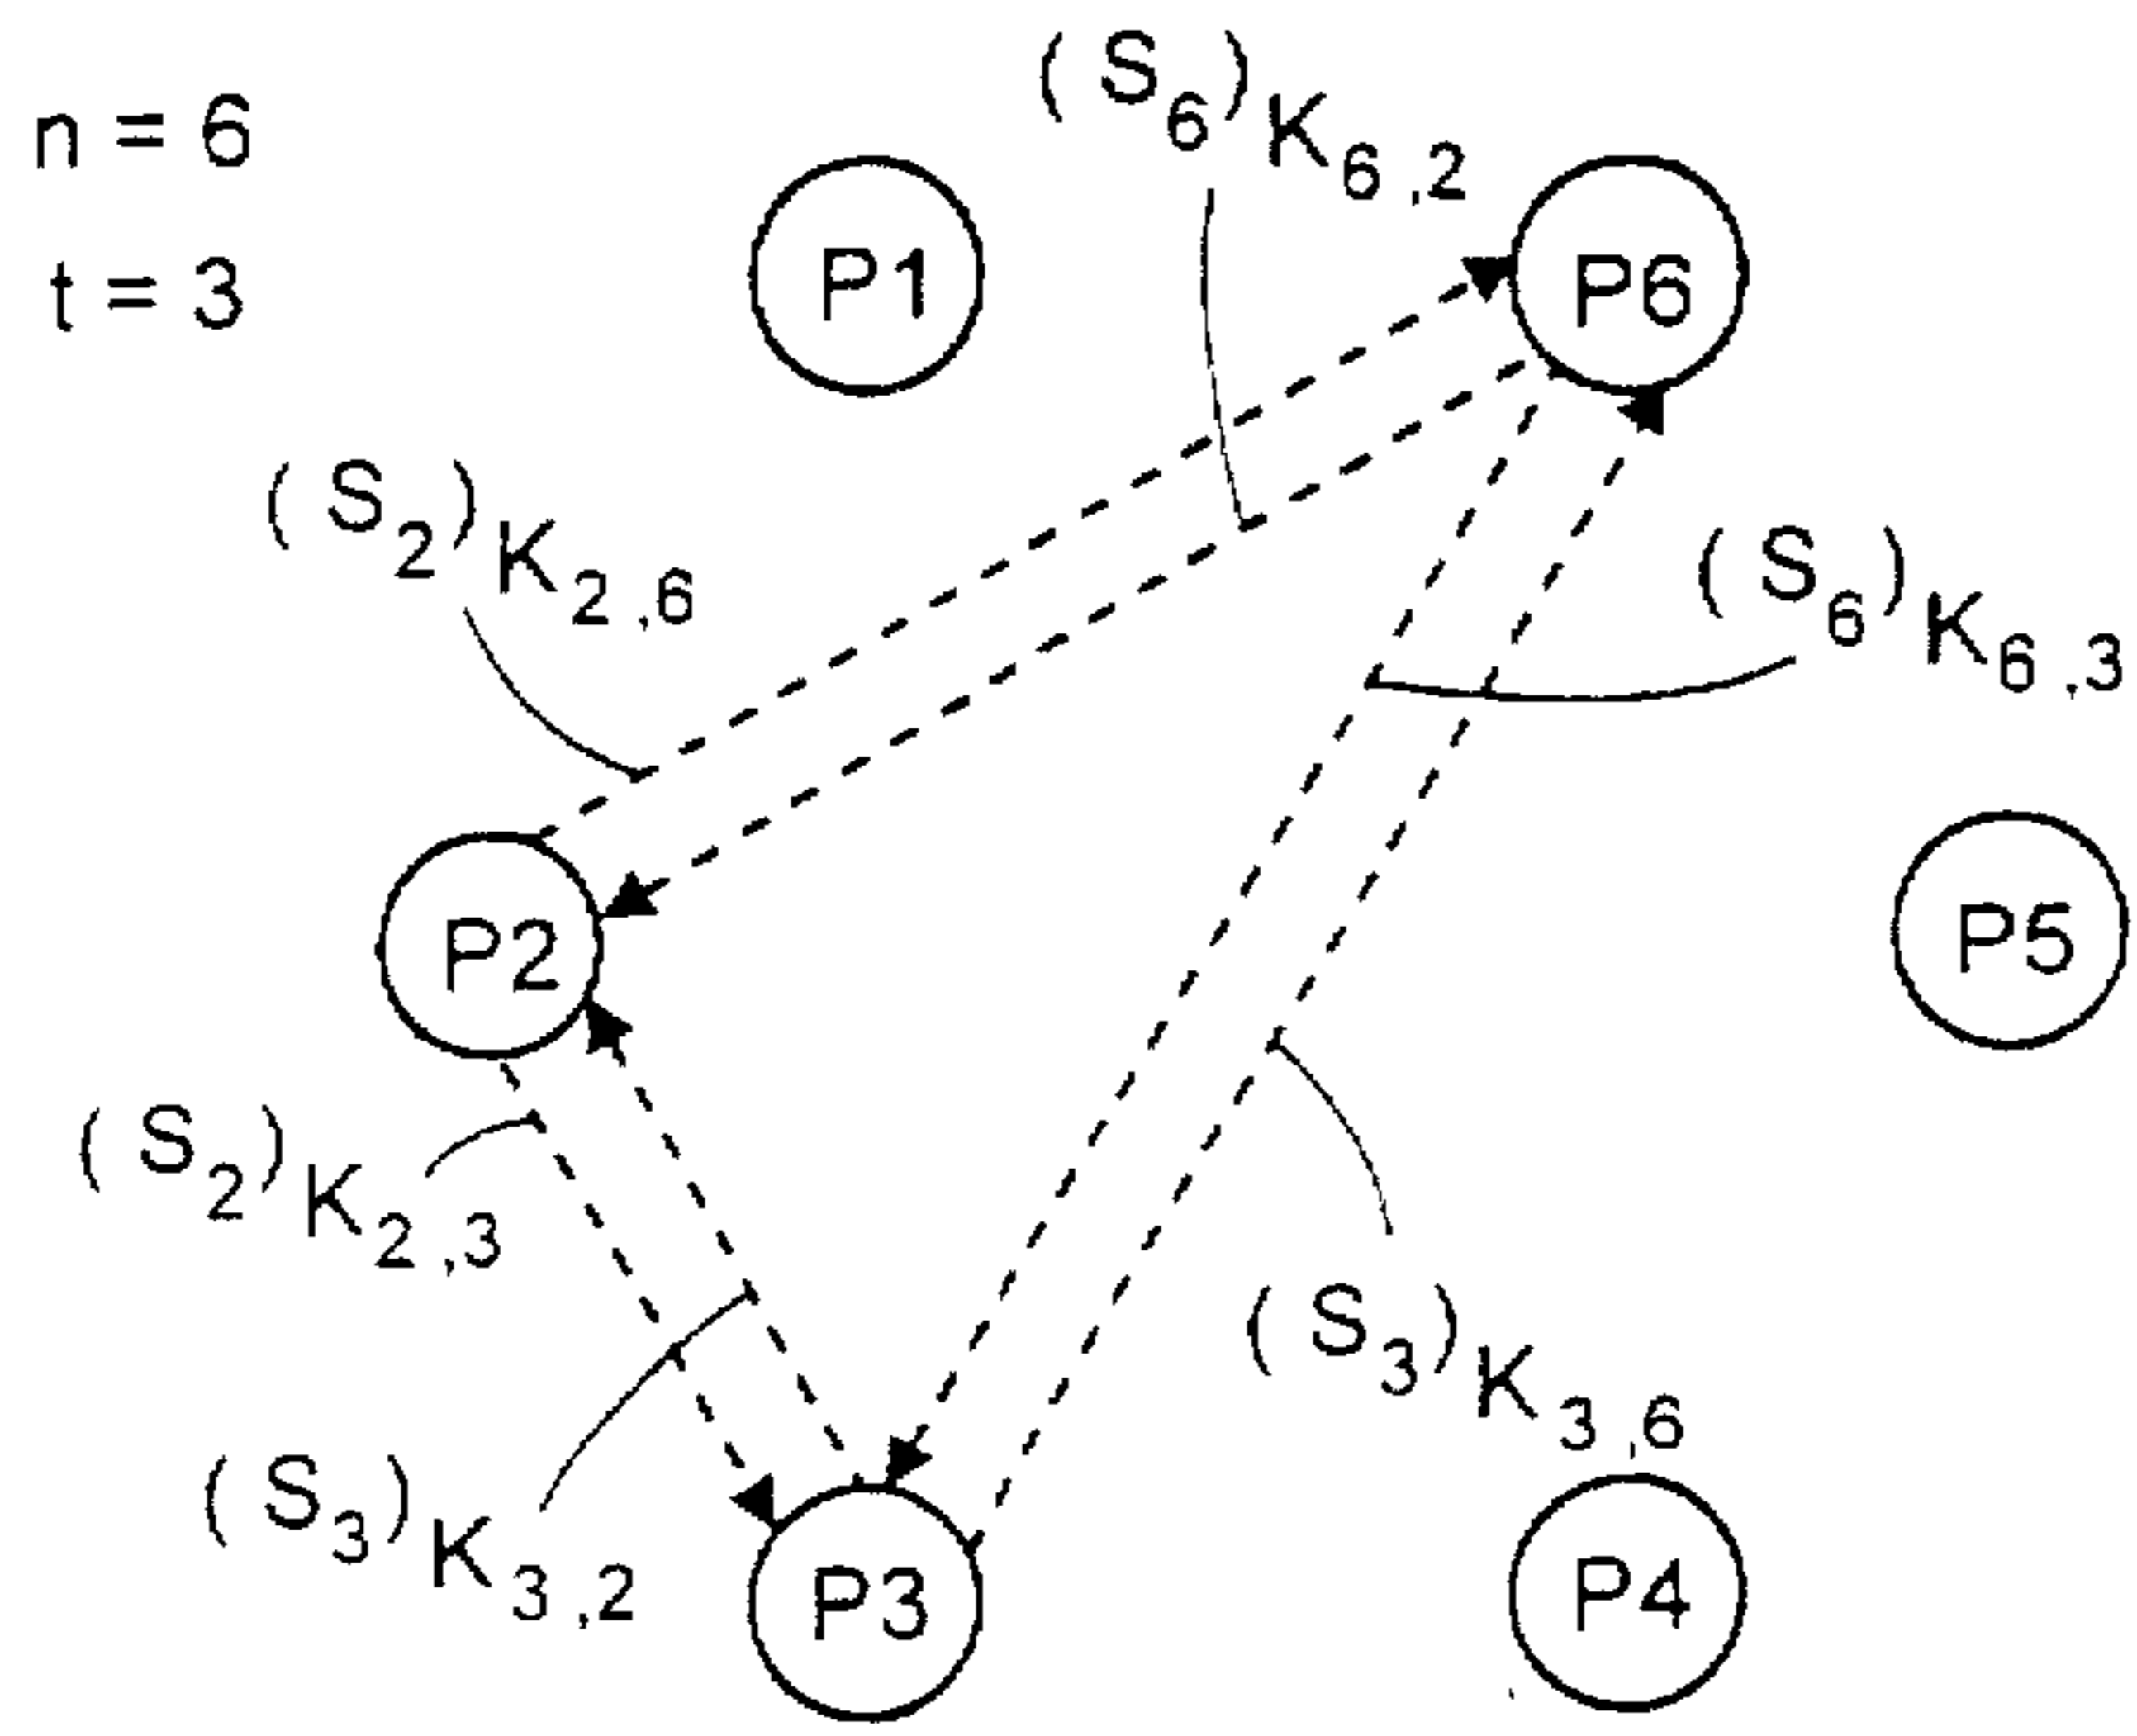 n = 6
t = 3
(S₆)K₆,₂
P1
P6
(S₂)K₂,₆
(S₆)K₆,₃
P2
P5
(S₂)K₂,₃
(S₃)K₃,₆
(S₃)K₃,₂
P3
P4